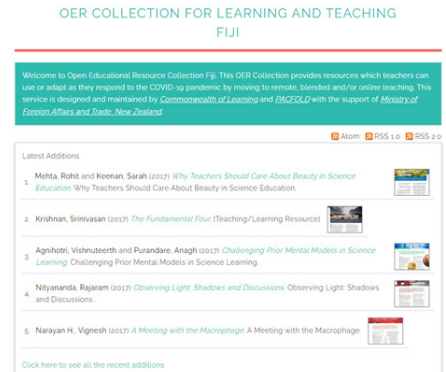 OER COLLECTION FOR LEARNING AND TEACHING
FIJI
Welcome to Open Educational Resource Collection Fiji. This OER Collection provides resources which teachers can
use or adapt as they respond to the COVID-19 pandemic by moving to remote, blended and/or online teaching. This
service is designed and maintained by Commonwealth of Learning and PACFOLD with the support of Ministry of
Foreign Affairs and Trade, New Zealand.
Atom RSS 1.0 RSS 2.0
Latest Additions
1. Mehta, Rohit and Keenan, Sarah (2017) Why Teachers Should Care About Beauty in Science
Education. Why Teachers Should Care About Beauty in Science Education
2. Krishnan, Srinivasan (2017) The Fundamental Four [Teaching/Learning Resource]
3. Agnihotri, Vishnuteerth and Purandare, Anagh (2017) Challenging Prior Mental Models in Science
Learning. Challenging Prior Mental Models in Science Learning.
4. Nityananda, Rajaram (2017) Observing Light: Shadows and Discussions. Observing Light: Shadows
and Discussions.
5. Narayan H., Vignesh (2017) A Meeting with the Macrophage. A Meeting with the Macrophage.
Click here to see all the recent additions